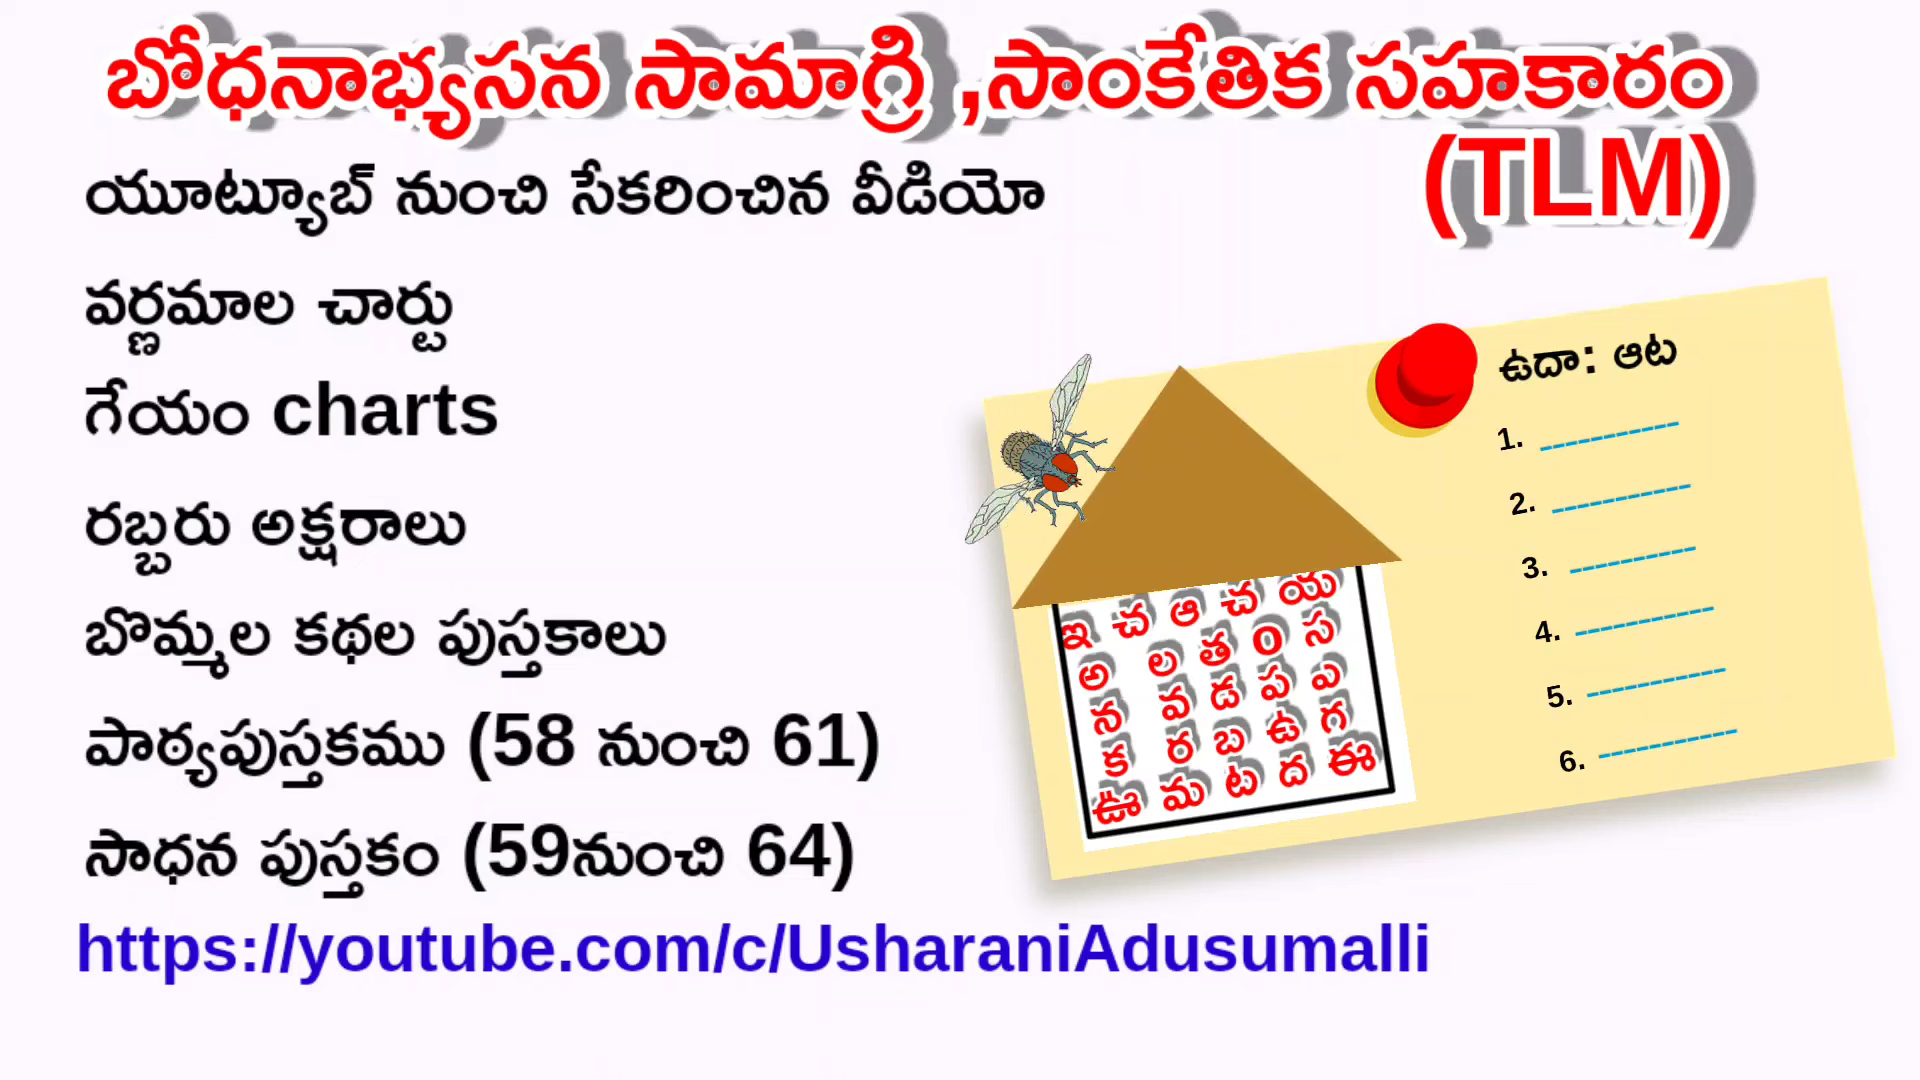 బోధనాభ్యసన సామాగ్రి ,సాంకేతిక సహకారం
(TLM)
యూట్యూబ్ నుంచి సేకరించిన వీడియో
వర్ణమాల చార్టు
గేయం charts
రబ్బరు అక్షరాలు
బొమ్మల కథల పుస్తకాలు
పాఠ్యపుస్తకము (58 నుంచి 61)
సాధన పుస్తకం (59నుంచి 64)
https://youtube.com/c/UsharaniAdusumalli
ఇ చ ఆ చ య
అ ల త ం స
న వ డ ప ఎ
క ర బ ఉ గ
ఊ మ ట ద ఈ
ఉదా: ఆట
1. ----------
2. ----------
3. ---------
4. ----------
5. ----------
6. ----------